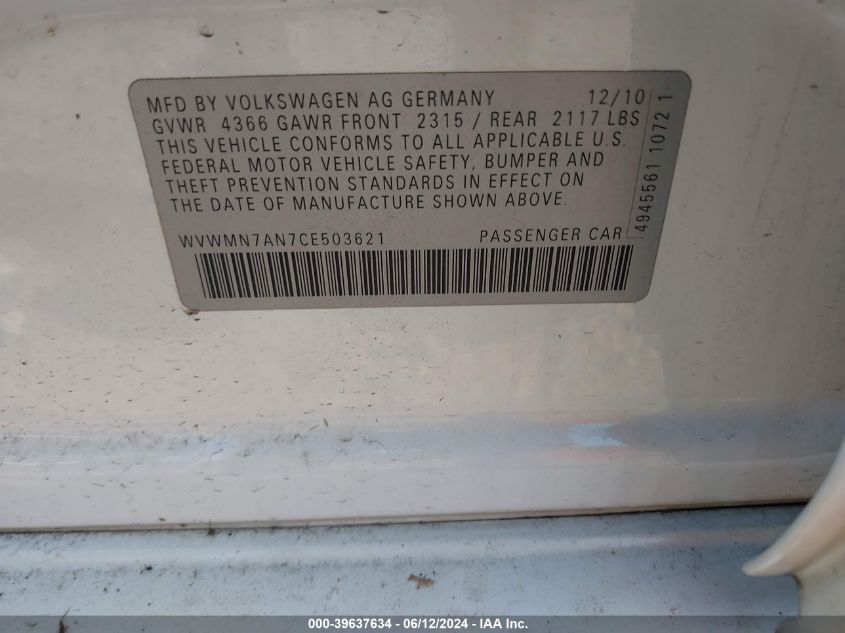 MFD BY VOLKSWAGEN AG GERMANY 12/10
GVWR 4366 GAWR FRONT 2315 / REAR 2117 LBS
THIS VEHICLE CONFORMS TO ALL APPLICABLE U.S.
FEDERAL MOTOR VEHICLE SAFETY, BUMPER AND
THEFT PREVENTION STANDARDS IN EFFECT ON
THE DATE OF MANUFACTURE SHOWN ABOVE.
WVWMN7AN7CE503621 PASSENGER CAR
4945561 1072 1
000-39637634 - 06/12/2024 - IAA Inc.